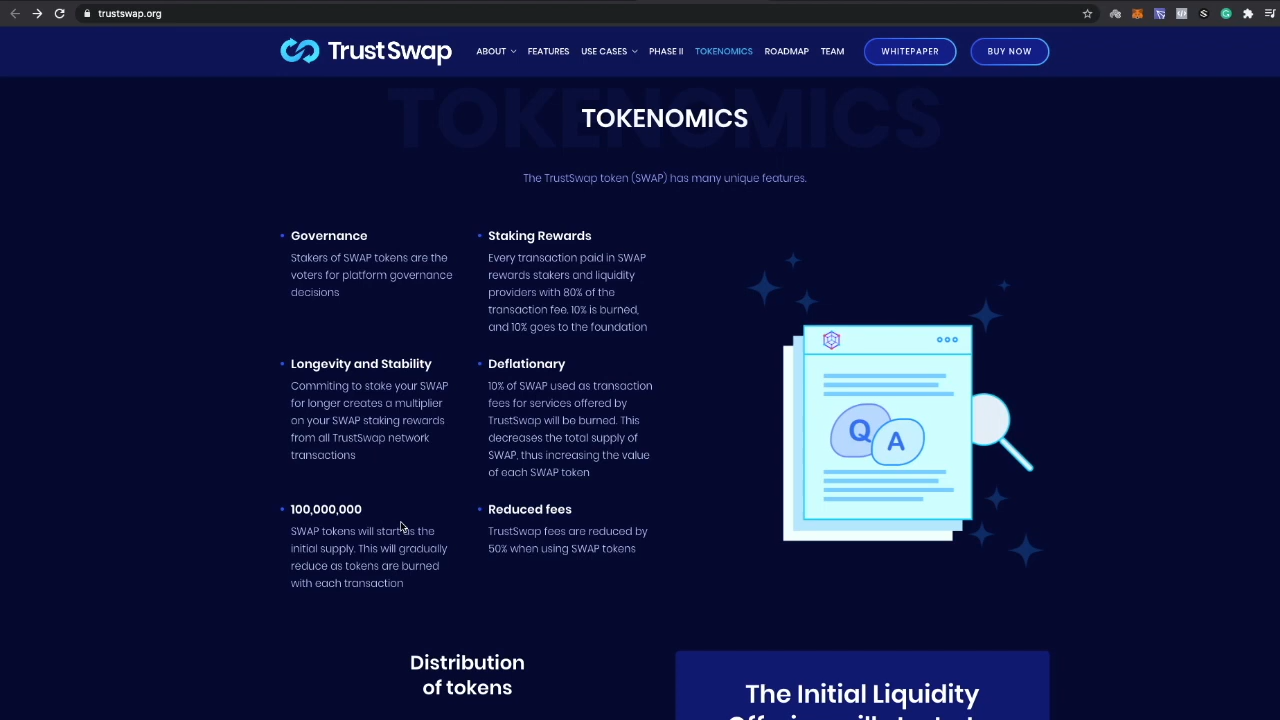 trustswap.org
TrustSwap
ABOUT FEATURES USE CASES PHASE II TOKENOMICS ROADMAP TEAM WHITEPAPER BUY NOW
TOKENOMICS
TOKENOMICS
The TrustSwap token (SWAP) has many unique features.
Governance
Stakers of SWAP tokens are the
voters for platform governance
decisions
Staking Rewards
Every transaction paid in SWAP
rewards stakers and liquidity
providers with 80% of the
transaction fee. 10% is burned,
and 10% goes to the foundation
Longevity and Stability
Commiting to stake your SWAP
for longer creates a multiplier
on your SWAP staking rewards
from all TrustSwap network
transactions
Deflationary
10% of SWAP used as transaction
fees for services offered by
TrustSwap will be burned. This
decreases the total supply of
SWAP, thus increasing the value
of each SWAP token
100,000,000
SWAP tokens will start as the
initial supply. This will gradually
reduce as tokens are burned
with each transaction
Reduced fees
TrustSwap fees are reduced by
50% when using SWAP tokens
Q
A
Distribution
of tokens
The Initial Liquidity